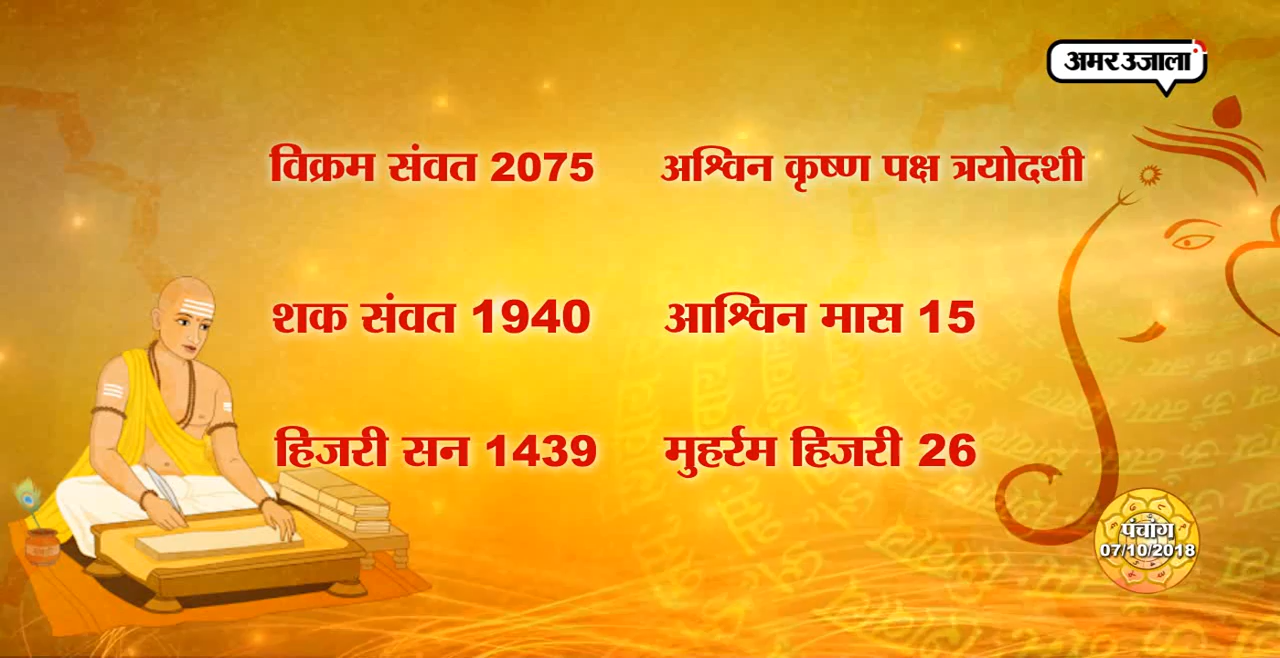 अमर उजाला
विक्रम संवत 2075 अश्विन कृष्ण पक्ष त्रयोदशी
शक संवत 1940 आश्विन मास 15
हिजरी सन 1439 मुहर्रम हिजरी 26
पंचांग
07/10/2018